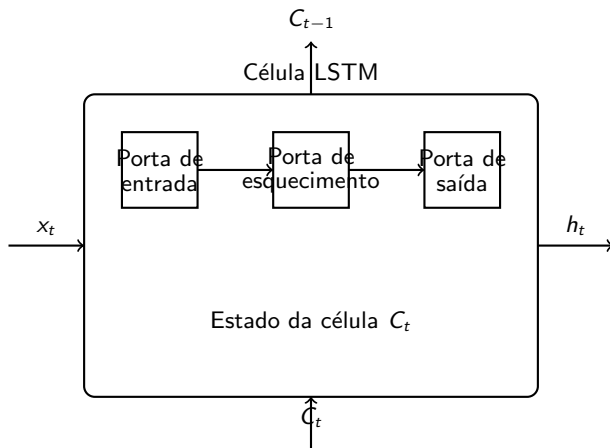 C_{t−1}
Célula LSTM
Porta de
entrada
Porta de
esquecimento
Porta de
saída
x_t
h_t
Estado da célula C_t
C_t